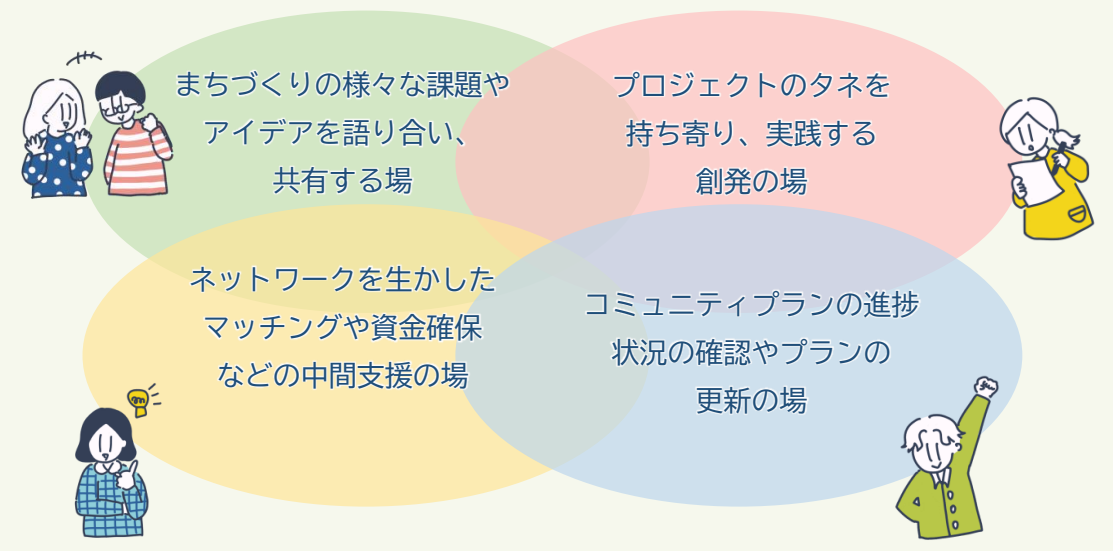 まちづくりの様々な課題や
アイデアを語り合い、
共有する場
プロジェクトのタネを
持ち寄り、実践する
創発の場
ネットワークを生かした
マッチングや資金確保
などの中間支援の場
コミュニティプランの進捗
状況の確認やプランの
更新の場